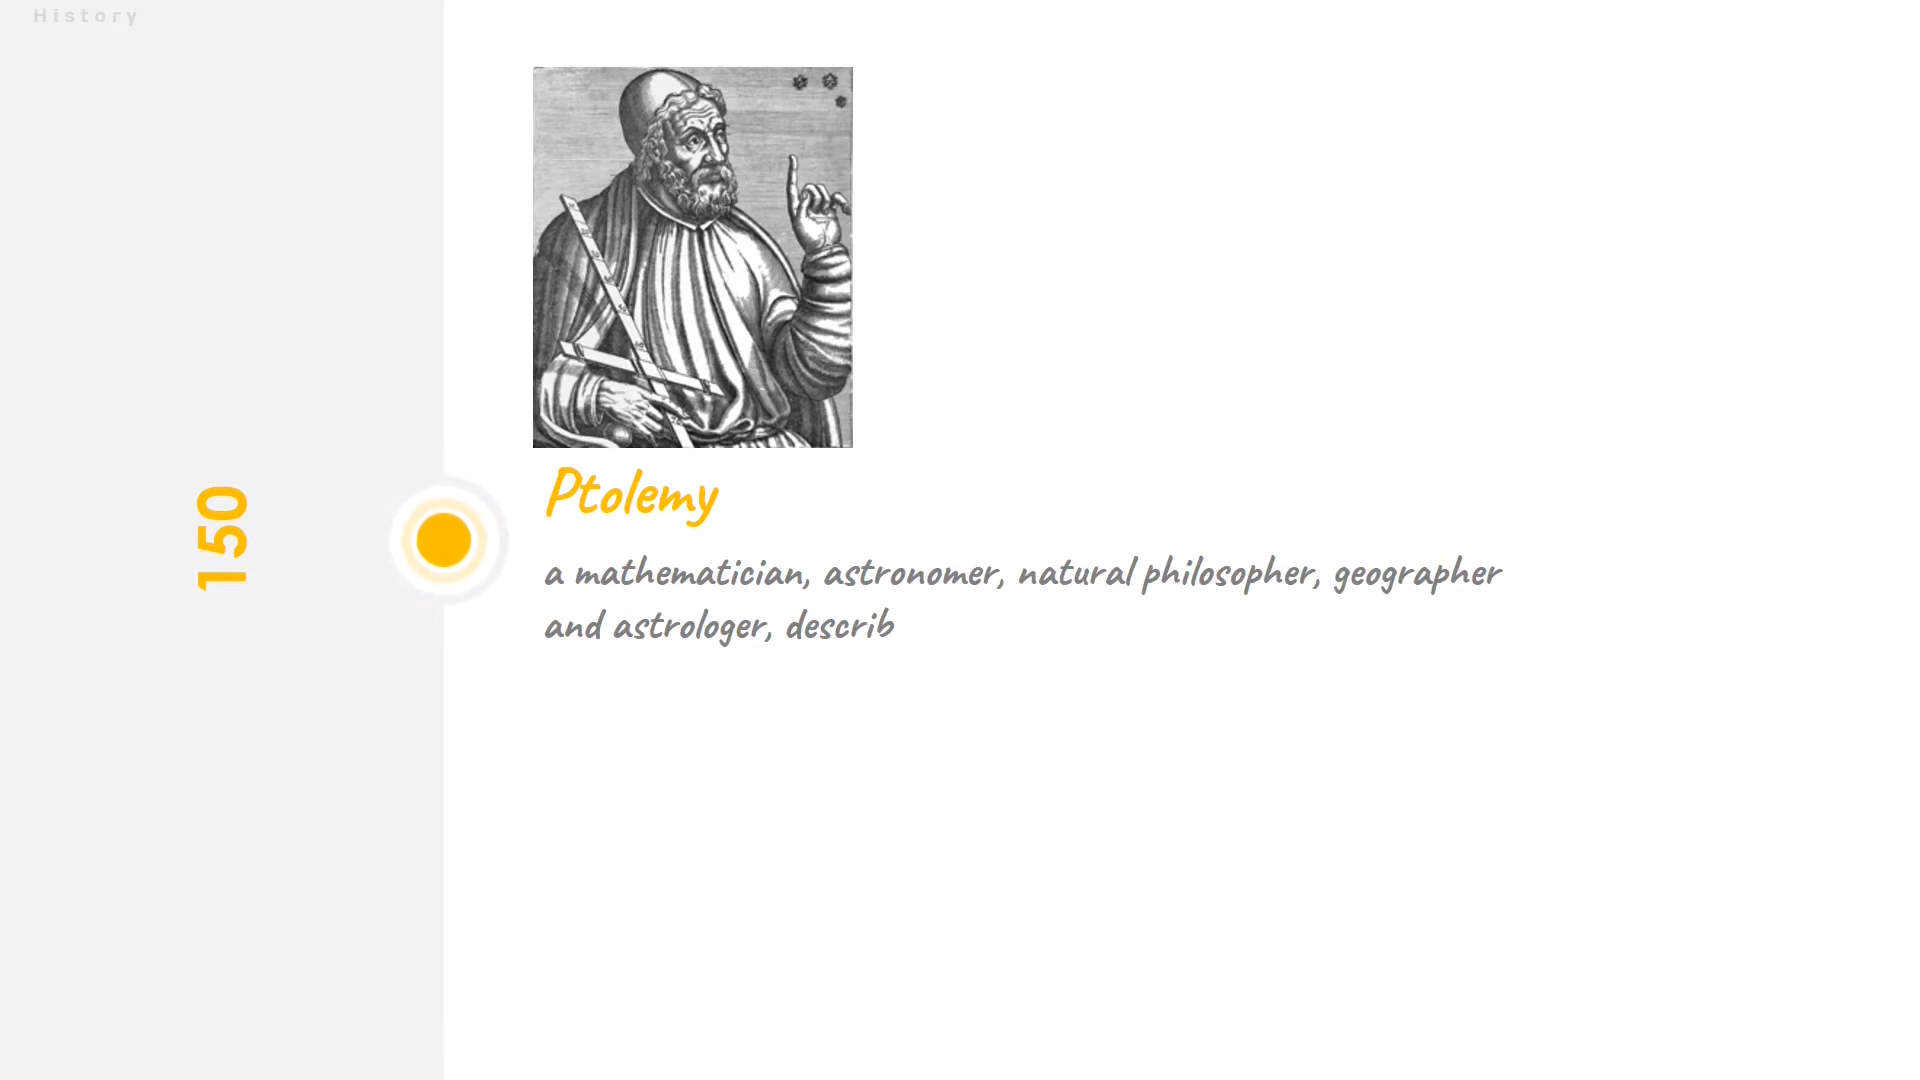 History
150
Ptolemy
a mathematician, astronomer, natural philosopher, geographer
and astrologer, describ